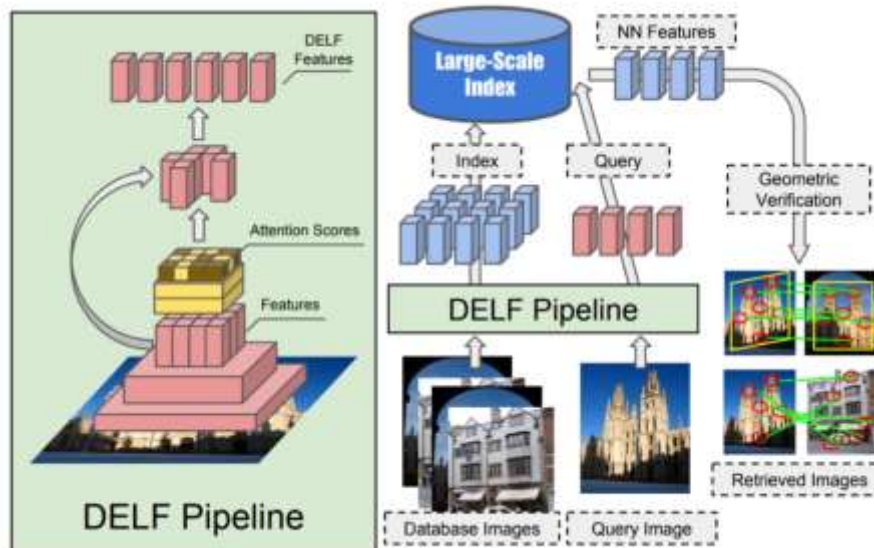 DELF
Features
Attention Scores
Features
DELF Pipeline
Large-Scale
Index
NN Features
Index
Query
Geometric
Verification
DELF Pipeline
Database Images
Query Image
Retrieved Images